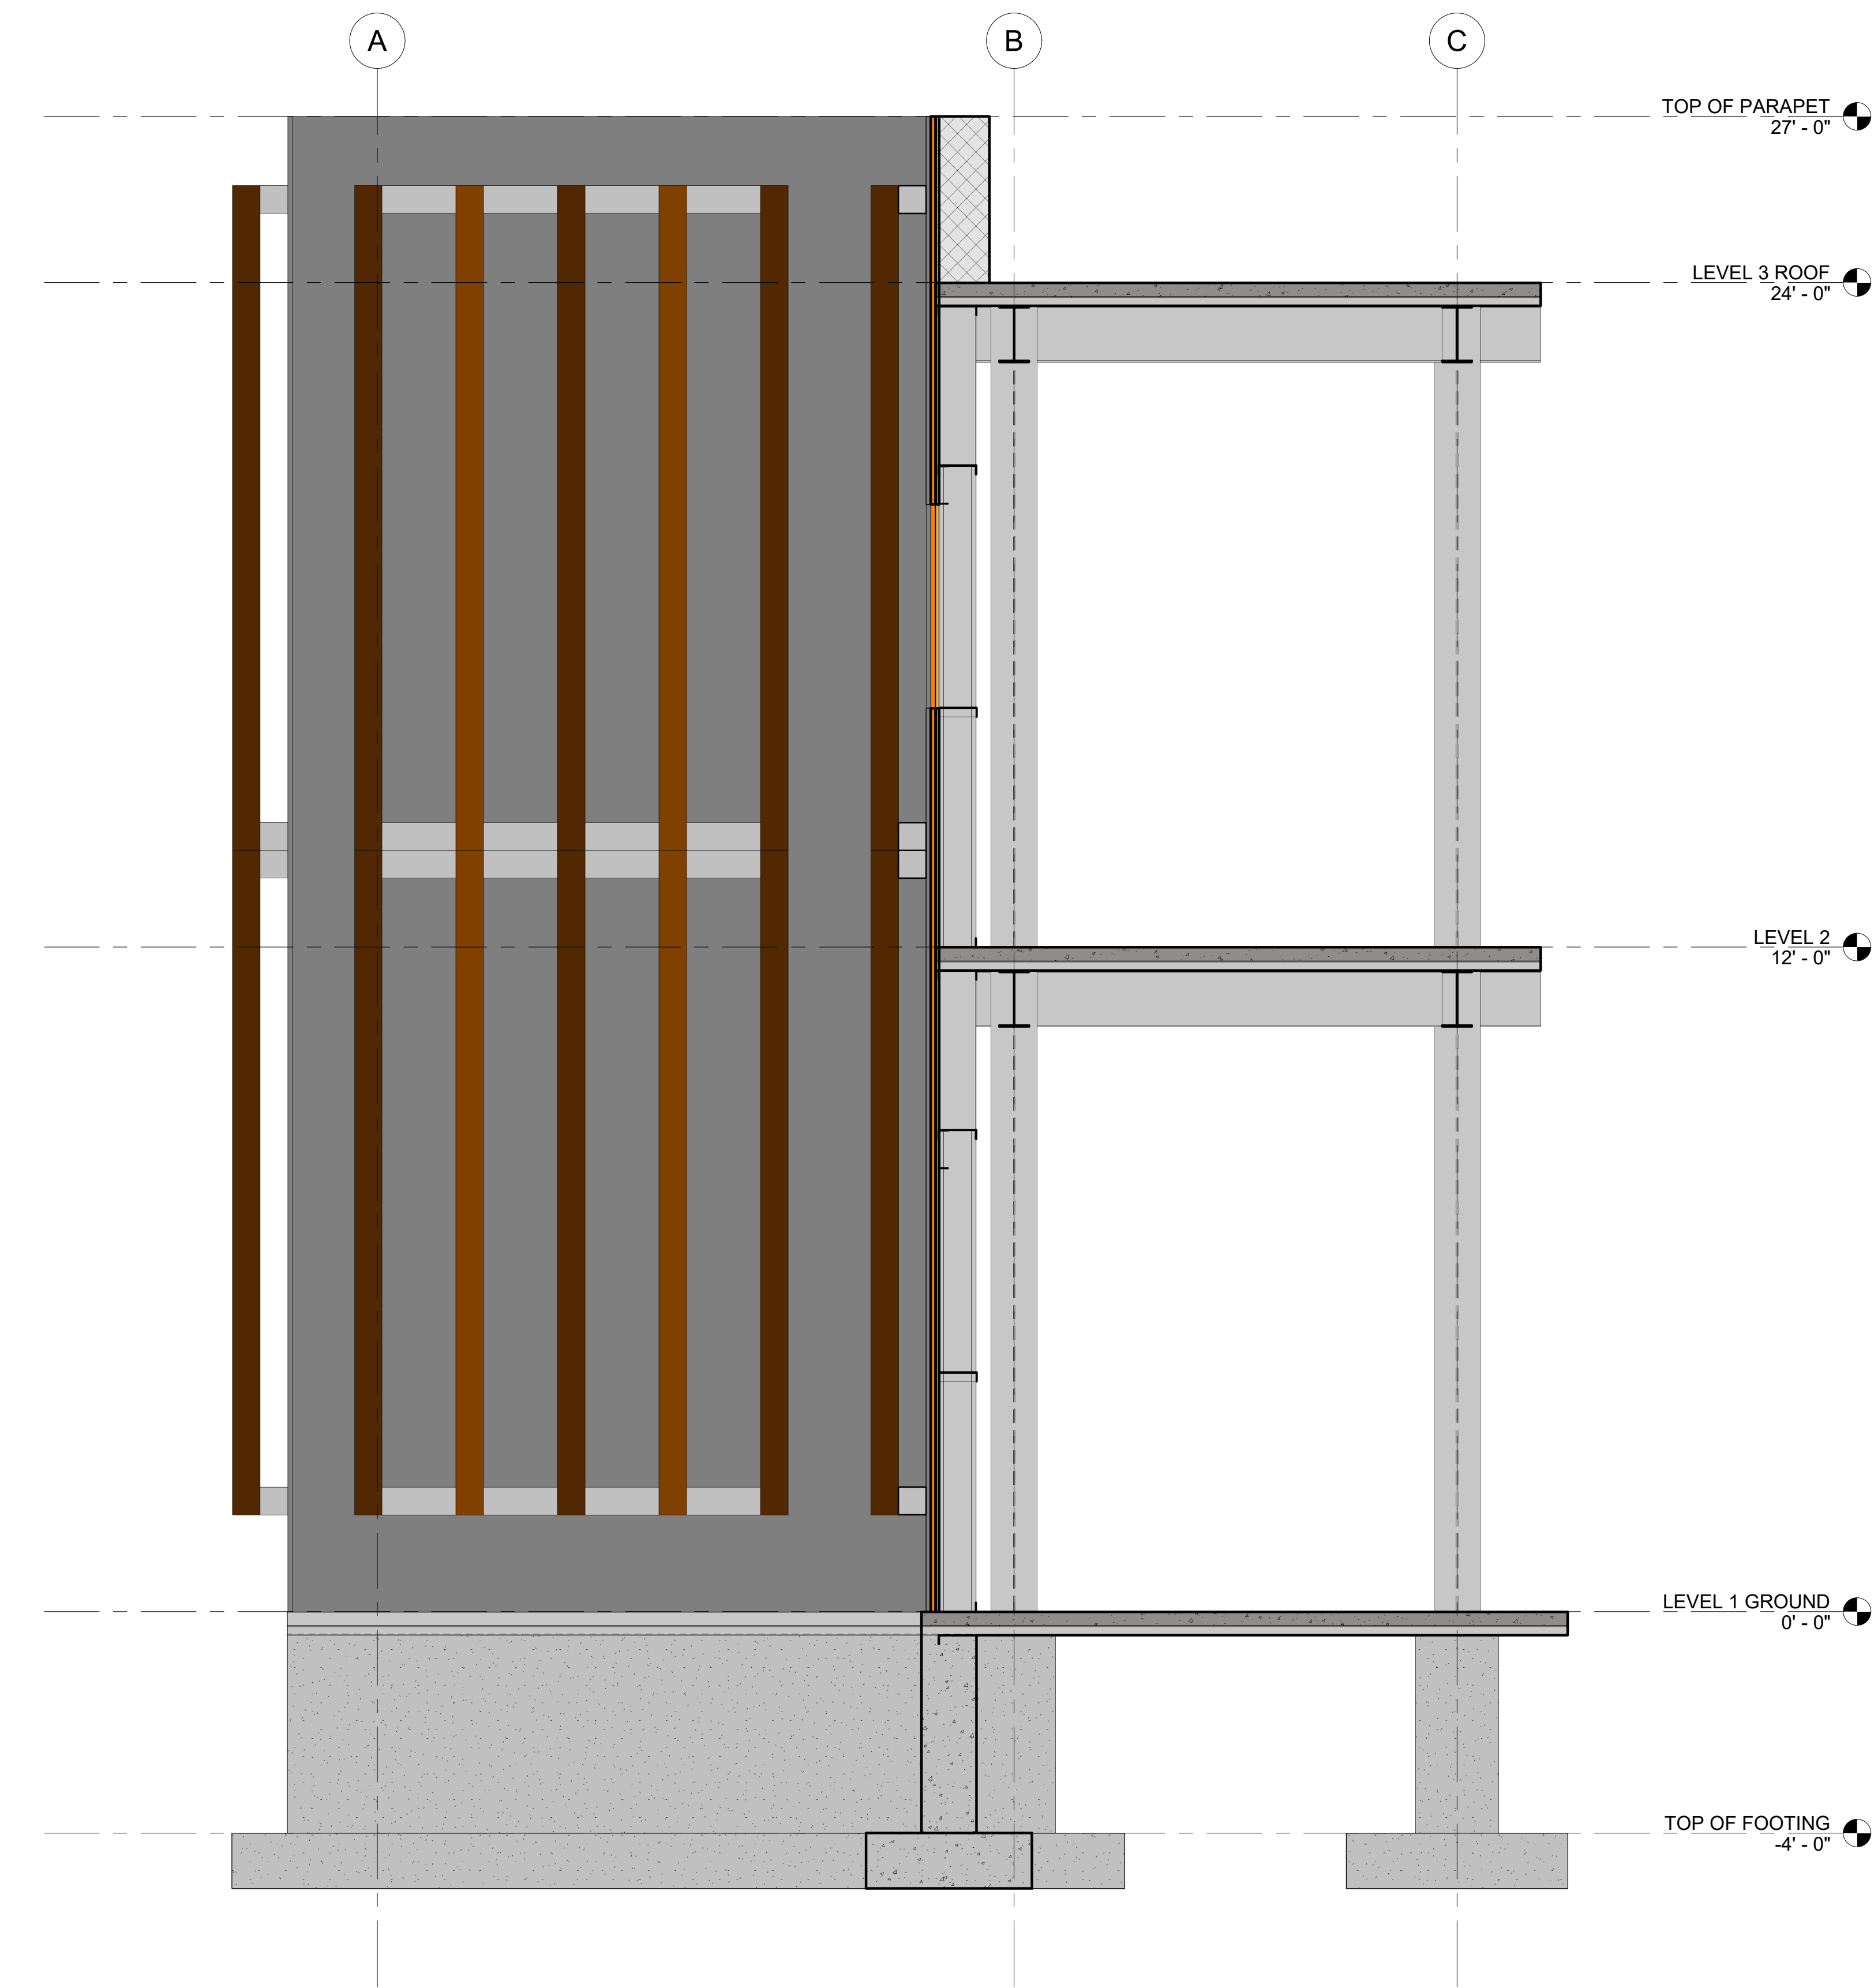 A
B
C
TOP OF PARAPET
27' - 0"
LEVEL 3 ROOF
24' - 0"
LEVEL 2
12' - 0"
LEVEL 1 GROUND
0' - 0"
TOP OF FOOTING
-4' - 0"